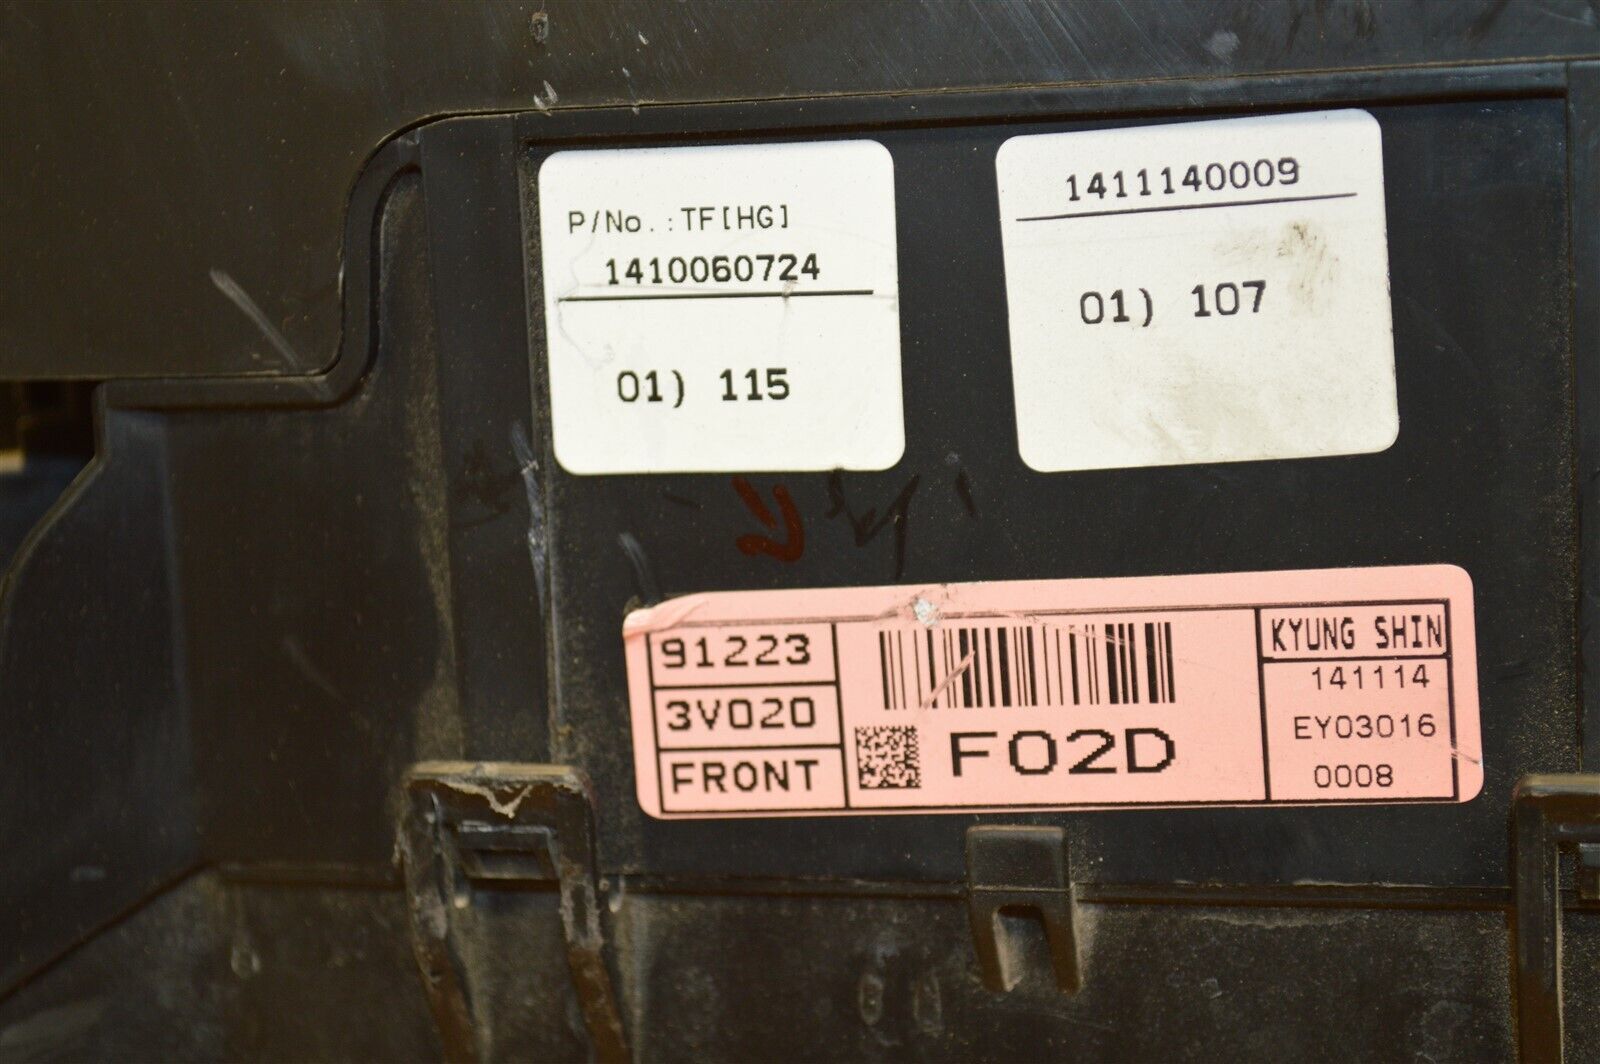 P/No.:TF[HG]
1410060724
01) 115
1411140009
01) 107
91223
3V020
FRONT
F02D
KYUNG SHIN
141114
EY03016
0008